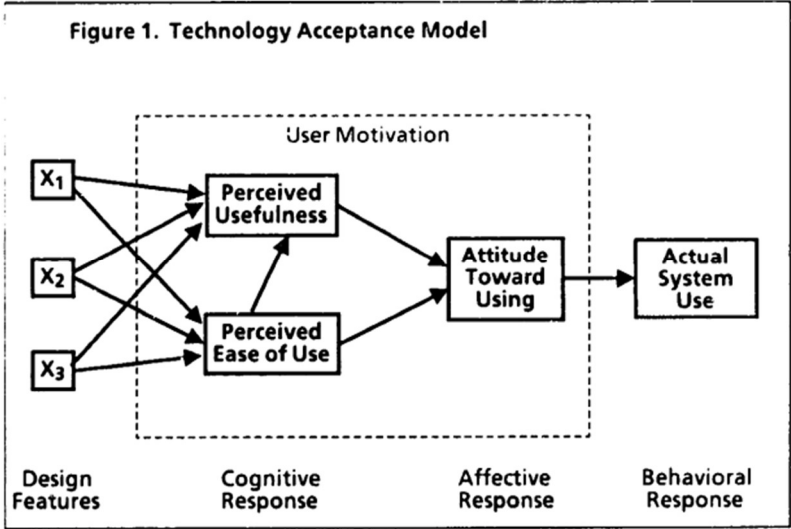 Figure 1. Technology Acceptance Model
User Motivation
X1
Perceived
Usefulness
X2
Attitude
Toward
Using
Actual
System
Use
Perceived
Ease of Use
X3
Design
Features
Cognitive
Response
Affective
Response
Behavioral
Response